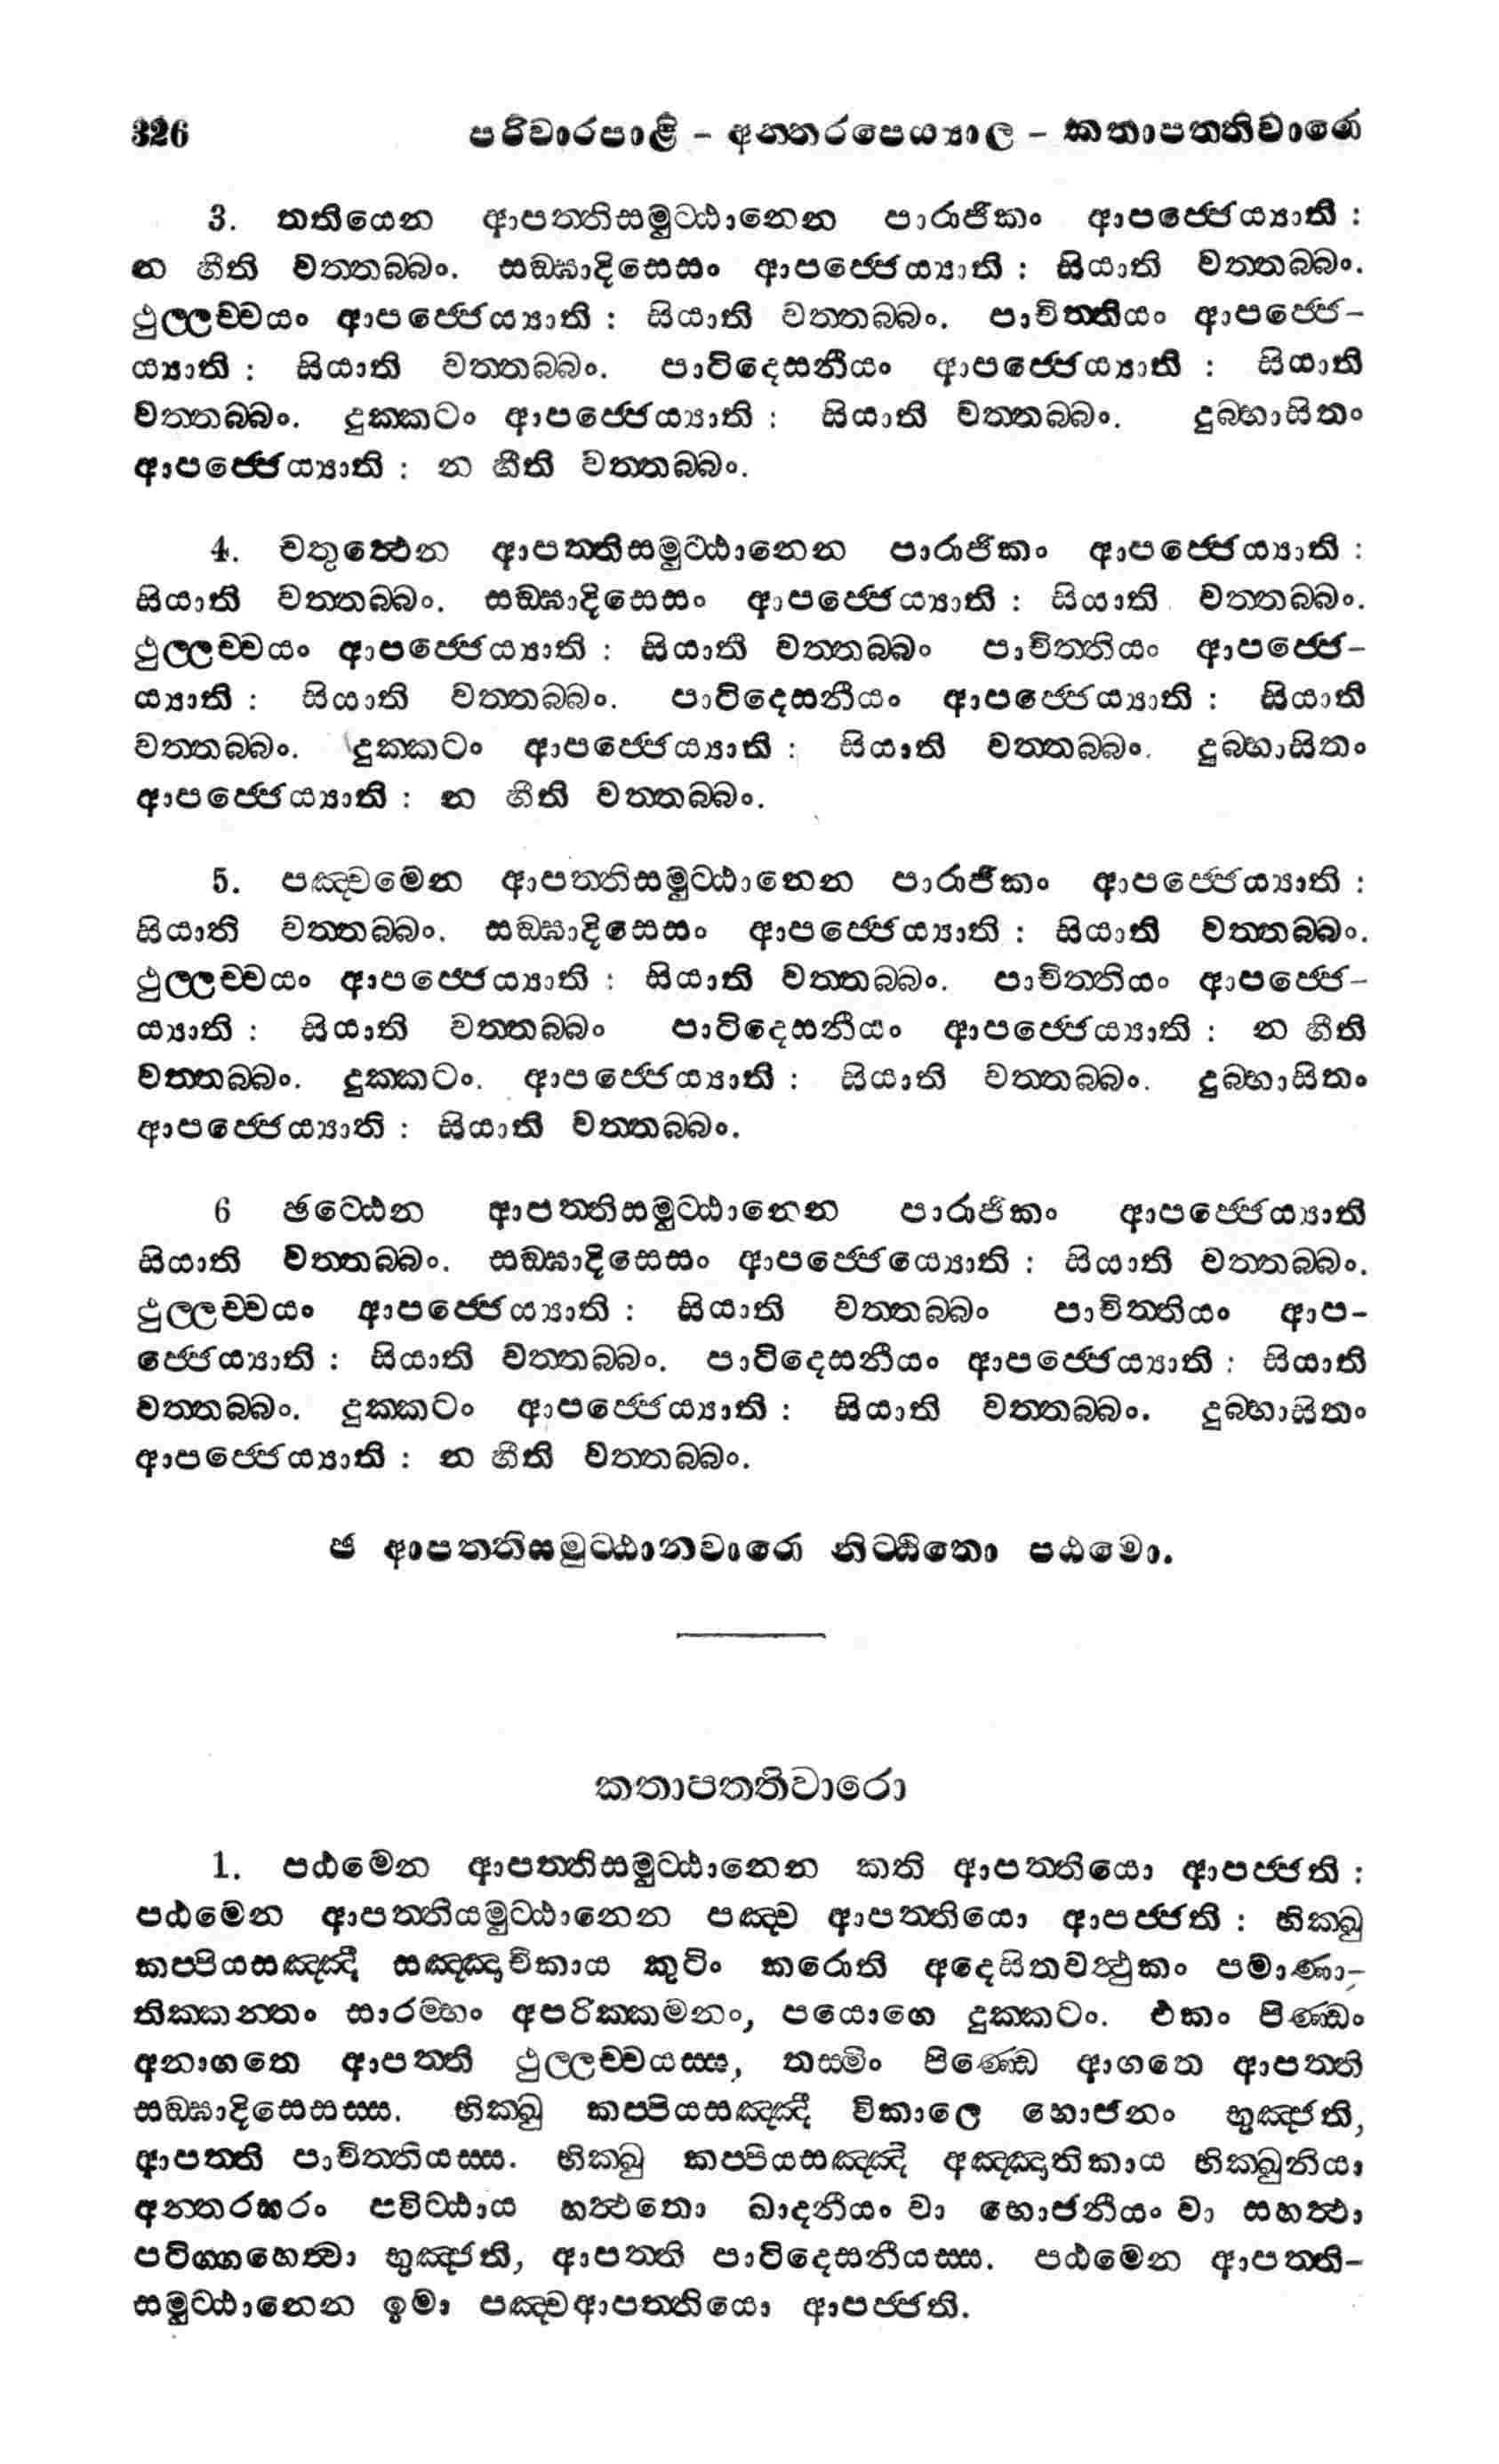 326 පරිවාරපාළි - අනන්තරපෙය්‍යාල - කතාපත්තිවාරො
3. තතියෙන ආපත්තිසමුට්ඨානෙන පාරාජිකං ආපජ්ජෙය්‍යාති :
න හීති වත්තබ්බං. සඞ්ඝාදිසෙසං ආපජ්ජෙය්‍යාති : සියාති වත්තබ්බං.
ථුල්ලච්චයං ආපජ්ජෙය්‍යාති : සියාති වත්තබ්බං. පාචිත්තියං ආපජ්ජෙ-
ය්‍යාති : සියාති වත්තබ්බං. පාටිදෙසනීයං ආපජ්ජෙය්‍යාති : සියාති
වත්තබ්බං. දුක්කටං ආපජ්ජෙය්‍යාති : සියාති වත්තබ්බං. දුබ්භාසිතං
ආපජ්ජෙය්‍යාති : න හීති වත්තබ්බං.
4. චතුත්ථෙන ආපත්තිසමුට්ඨානෙන පාරාජිකං ආපජ්ජෙය්‍යාති :
සියාති වත්තබ්බං. සඞ්ඝාදිසෙසං ආපජ්ජෙය්‍යාති : සියාති වත්තබ්බං.
ථුල්ලච්චයං ආපජ්ජෙය්‍යාති : සියාති වත්තබ්බං පාචිත්තියං ආපජ්ජෙ-
ය්‍යාති : සියාති වත්තබ්බං. පාටිදෙසනීයං ආපජ්ජෙය්‍යාති : සියාති
වත්තබ්බං. දුක්කටං ආපජ්ජෙය්‍යාති : සියාති වත්තබ්බං. දුබ්භාසිතං
ආපජ්ජෙය්‍යාති : න හීති වත්තබ්බං.
5. පඤ්චමෙන ආපත්තිසමුට්ඨානෙන පාරාජිකං ආපජ්ජෙය්‍යාති :
සියාති වත්තබ්බං. සඞ්ඝාදිසෙසං ආපජ්ජෙය්‍යාති : සියාති වත්තබ්බං.
ථුල්ලච්චයං ආපජ්ජෙය්‍යාති : සියාති වත්තබ්බං. පාචිත්තියං ආපජ්ජෙ-
ය්‍යාති : සියාති වත්තබ්බං පාටිදෙසනීයං ආපජ්ජෙය්‍යාති : න හීති
වත්තබ්බං. දුක්කටං. ආපජ්ජෙය්‍යාති : සියාති වත්තබ්බං. දුබ්භාසිතං
ආපජ්ජෙය්‍යාති : සියාති වත්තබ්බං.
6 ඡට්ඨෙන ආපත්තිසමුට්ඨානෙන පාරාජිකං ආපජ්ජෙය්‍යාති
සියාති වත්තබ්බං. සඞ්ඝාදිසෙසං ආපජ්ජෙය්‍යොති : සියාති වත්තබ්බං.
ථුල්ලච්චයං ආපජ්ජෙය්‍යාති : සියාති වත්තබ්බං පාචිත්තියං ආප-
ජ්ජෙය්‍යාති : සියාති වත්තබ්බං. පාටිදෙසනීයං ආපජ්ජෙය්‍යාති : සියාති
වත්තබ්බං. දුක්කටං ආපජ්ජෙය්‍යාති : සියාති වත්තබ්බං. දුබ්භාසිතං
ආපජ්ජෙය්‍යාති : න හීති වත්තබ්බං.
ඡ ආපත්තිසමුට්ඨානවාරො නිට්ඨිතො පඨමො.
කතාපත්තිවාරො
1. පඨමෙන ආපත්තිසමුට්ඨානෙන කති ආපත්තියො ආපජ්ජති :
පඨමෙන ආපත්තියමුට්ඨානෙන පඤ්ච ආපත්තියො ආපජ්ජති : භික්ඛු
කප්පියසඤ්ඤී සඤ්ඤාචිකාය කුටිං කරොති අදෙසිතවත්ථුකං පමාණා-
තික්කන්තං සාරම්භං අපරික්කමනං, පයොගෙ දුක්කටං. එකං පිණ්ඩං
අනාගතෙ ආපත්ති ථුල්ලච්චයස්ස, තස්මිං පිණ්ඩෙ ආගතෙ ආපත්ති
සඞ්ඝාදිසෙසස්ස. භික්ඛු කප්පියසඤ්ඤී විකාලෙ භොජනං භුඤ්ජති,
ආපත්ති පාචිත්තියස්ස. භික්ඛු කප්පියසඤ්ඤී අඤ්ඤාතිකාය භික්ඛුනියා
අන්තරඝරං පවිට්ඨාය හත්ථතො ඛාදනීයං වා භොජනීයං වා සහත්ථා
පටිග්ගහෙත්වා භුඤ්ජති, ආපත්ති පාටිදෙසනීයස්ස. පඨමෙන ආපත්ති-
සමුට්ඨානෙන ඉමා පඤ්චආපත්තියො ආපජ්ජති.